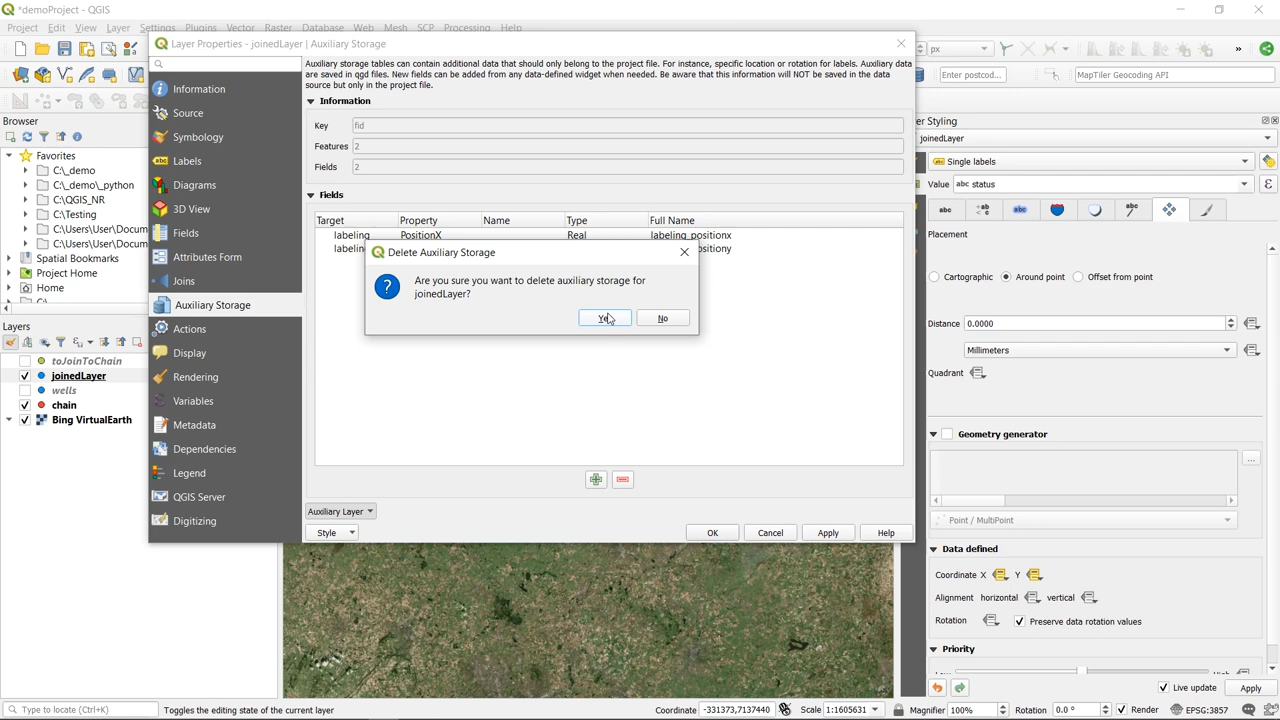 *demoProject - QGIS
Project Edit View Layer Settings Plugins Vector Raster Database Web Mesh SCP Processing Help
px
Enter postcod...
MapTiler Geocoding API
Browser
Favorites
C:\_demo
C:\_demo\_python
C:\QGIS_NR
C:\Testing
C:\Users\User\Docum
C:\Users\User\Docum
Spatial Bookmarks
Project Home
Home
C:\
Layers
toJoinToChain
joinedLayer
wells
chain
Bing VirtualEarth
Layer Properties - joinedLayer | Auxiliary Storage
Information
Source
Symbology
Labels
Diagrams
3D View
Fields
Attributes Form
Joins
Auxiliary Storage
Actions
Display
Rendering
Variables
Metadata
Dependencies
Legend
QGIS Server
Digitizing
Auxiliary storage tables can contain additional data that should only belong to the project file. For instance, specific location or rotation for labels. Auxiliary data
are saved in qgd files. New fields can be added from any data-defined widget when needed. Be aware that this information will NOT be saved in the data
source but only in the project file.
Information
Key fid
Features 2
Fields 2
Fields
Target Property Name Type Full Name
labeling PositionX Real labeling_positionx
Delete Auxiliary Storage
Are you sure you want to delete auxiliary storage for
joinedLayer?
Yes No
Auxiliary Layer
Style OK Cancel Apply Help
er Styling
joinedLayer
Single labels
Value abc status
Placement
Cartographic Around point Offset from point
Distance 0.0000
Millimeters
Quadrant
Geometry generator
...
Point / MultiPoint
Data defined
Coordinate X Y
Alignment horizontal vertical
Rotation Preserve data rotation values
Priority
Live update Apply
Type to locate (Ctrl+K) Toggles the editing state of the current layer Coordinate -331373,7137440 Scale 1:1605631 Magnifier 100% Rotation 0.0 ° Render EPSG:3857